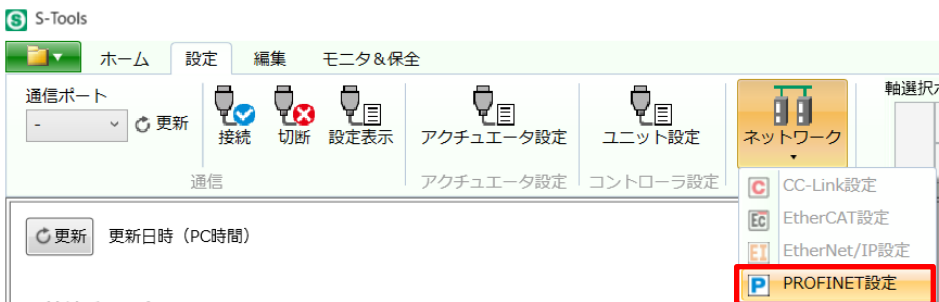 S-Tools
ホーム 設定 編集 モニタ&保全
通信ポート
-
更新
接続 切断 設定表示 アクチュエータ設定 ユニット設定 ネットワーク
通信 アクチュエータ設定 コントローラ設定
軸選択
C CC-Link設定
EC EtherCAT設定
EI EtherNet/IP設定
P PROFINET設定
更新 更新日時（PC時間）